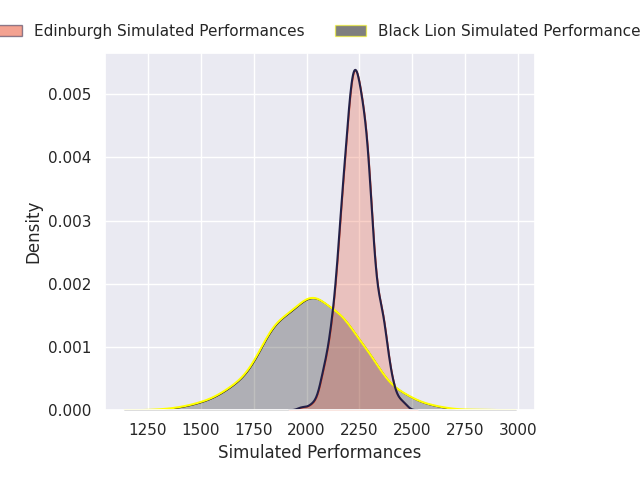 Edinburgh Simulated Performances
Black Lion Simulated Performance
0.005
0.004
0.003
0.002
0.001
0.000
Density
1250 1500 1750 2000 2250 2500 2750 3000
Simulated Performances